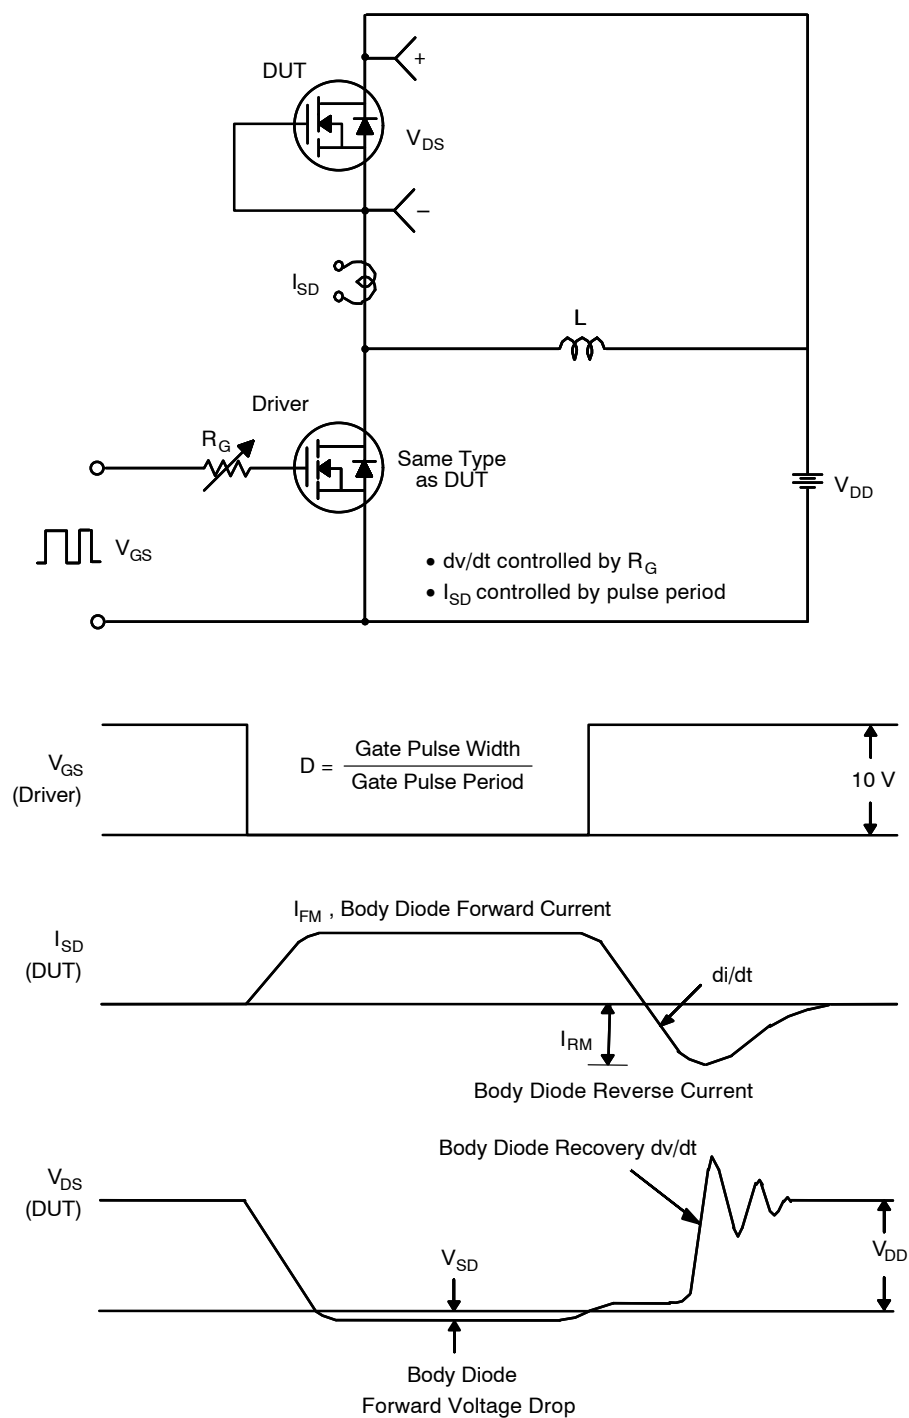 DUT
+
V_DS
–
I_SD
L
Driver
R_G
Same Type
as DUT
V_DD
V_GS
• dv/dt controlled by R_G
• I_SD controlled by pulse period
V_GS
(Driver)
D = Gate Pulse Width
Gate Pulse Period
10 V
I_FM , Body Diode Forward Current
I_SD
(DUT)
di/dt
I_RM
Body Diode Reverse Current
Body Diode Recovery dv/dt
V_DS
(DUT)
V_SD
V_DD
Body Diode
Forward Voltage Drop